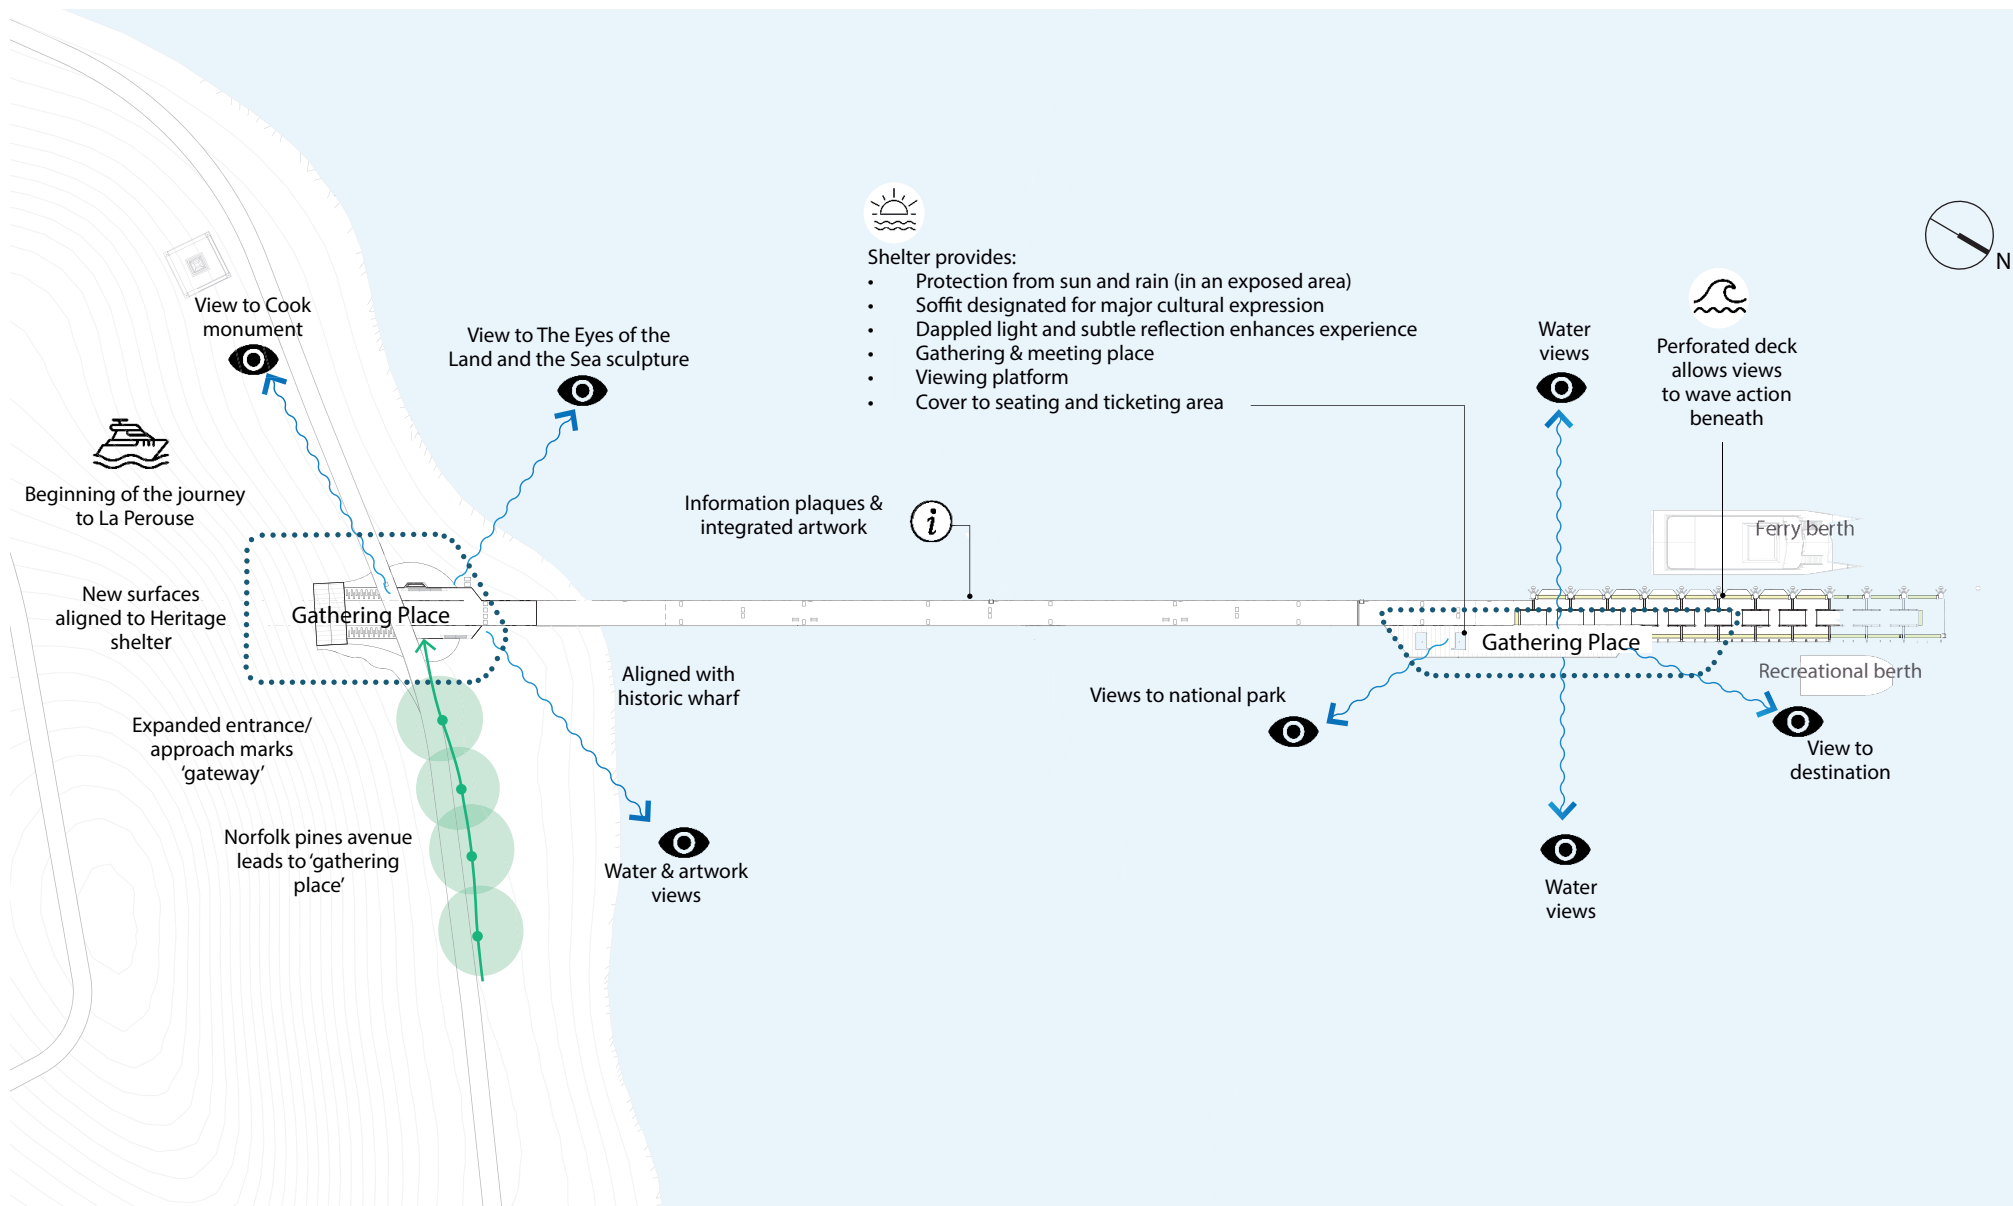 View to Cook
monument
View to The Eyes of the
Land and the Sea sculpture
Beginning of the journey
to La Perouse
New surfaces
aligned to Heritage
shelter
Gathering Place
Expanded entrance/
approach marks
‘gateway’
Norfolk pines avenue
leads to ‘gathering
place’
Aligned with
historic wharf
Water & artwork
views
Information plaques &
integrated artwork
i
Shelter provides:
• Protection from sun and rain (in an exposed area)
• Soffit designated for major cultural expression
• Dappled light and subtle reflection enhances experience
• Gathering & meeting place
• Viewing platform
• Cover to seating and ticketing area
Water
views
Perforated deck
allows views
to wave action
beneath
N
Ferry berth
Gathering Place
Recreational berth
Views to national park
View to
destination
Water
views